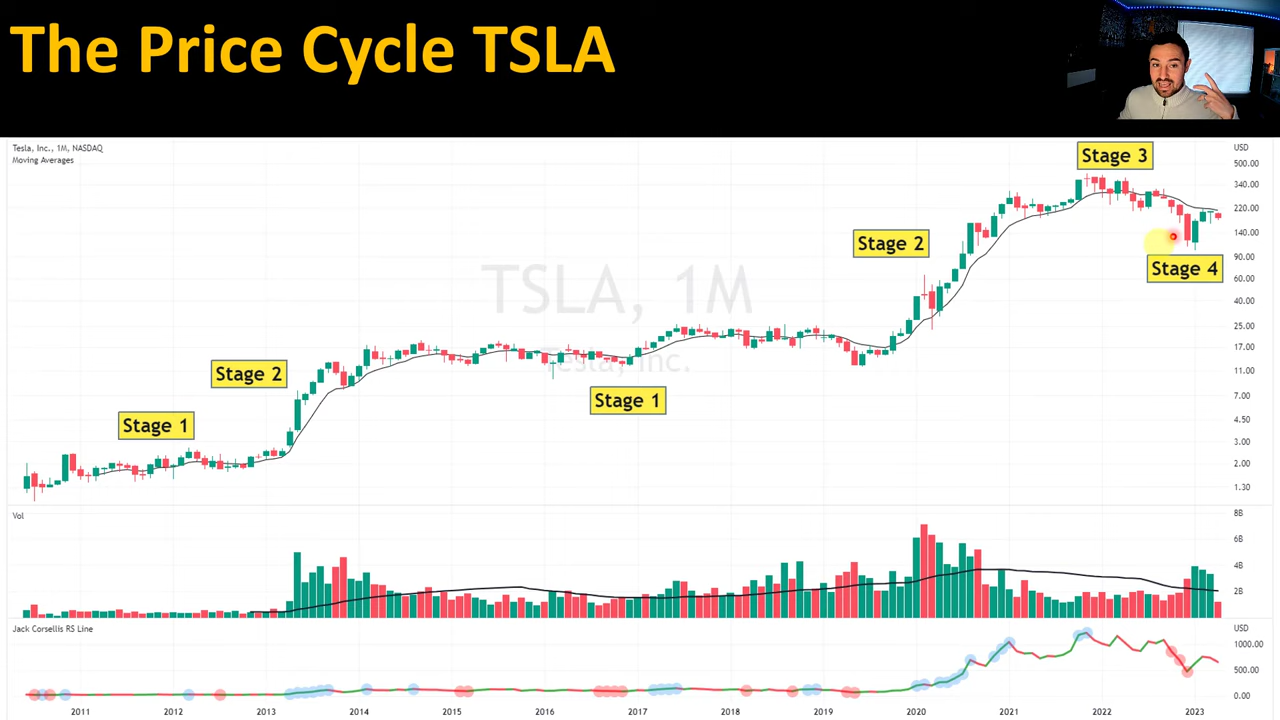 The Price Cycle TSLA
Tesla, Inc., 1M, NASDAQ
Moving Averages
USD
500.00
340.00
220.00
140.00
90.00
60.00
40.00
25.00
17.00
11.00
7.00
4.50
3.00
2.00
1.30
Stage 3
Stage 2
Stage 4
TSLA, 1M
Tesla, Inc.
Stage 2
Stage 1
Stage 1
Vol
8B
6B
4B
2B
Jack Corsellis RS Line
USD
1000.00
500.00
0.00
2011 2012 2013 2014 2015 2016 2017 2018 2019 2020 2021 2022 2023